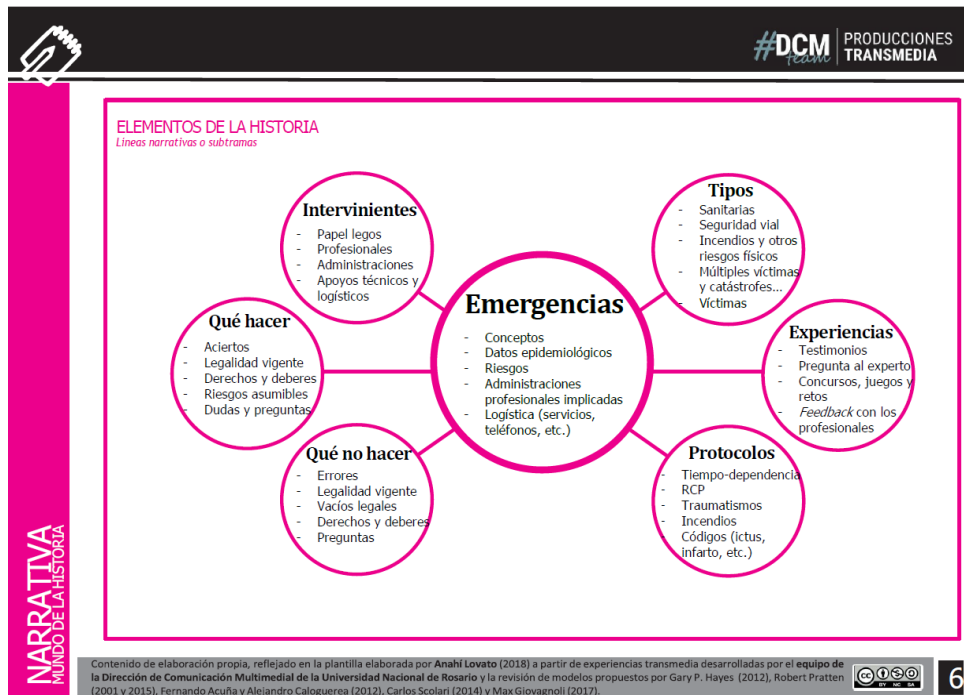 #DCM
team
PRODUCCIONES
TRANSMEDIA
ELEMENTOS DE LA HISTORIA
Líneas narrativas o subtramas
Intervinientes
- Papel legos
- Profesionales
- Administraciones
- Apoyos técnicos y
logísticos
Qué hacer
- Aciertos
- Legalidad vigente
- Derechos y deberes
- Riesgos asumibles
- Dudas y preguntas
Qué no hacer
- Errores
- Legalidad vigente
- Vacíos legales
- Derechos y deberes
- Preguntas
Emergencias
- Conceptos
- Datos epidemiológicos
- Riesgos
- Administraciones
profesionales implicadas
- Logística (servicios,
teléfonos, etc.)
Tipos
- Sanitarias
- Seguridad vial
- Incendios y otros
riesgos físicos
- Múltiples víctimas
y catástrofes...
- Víctimas
Experiencias
- Testimonios
- Pregunta al experto
- Concursos, juegos y
retos
- Feedback con los
profesionales
Protocolos
- Tiempo-dependencia
- RCP
- Traumatismos
- Incendios
- Códigos (ictus,
infarto, etc.)
NARRATIVA
MUNDO DE LA HISTORIA
Contenido de elaboración propia, reflejado en la plantilla elaborada por Anahí Lovato (2018) a partir de experiencias transmedia desarrolladas por el equipo de
la Dirección de Comunicación Multimedial de la Universidad Nacional de Rosario y la revisión de modelos propuestos por Gary P. Hayes (2012), Robert Pratten
(2001 y 2015), Fernando Acuña y Alejandro Caloguerea (2012), Carlos Scolari (2014) y Max Giovagnoli (2017).
cc
BY NC SA
6